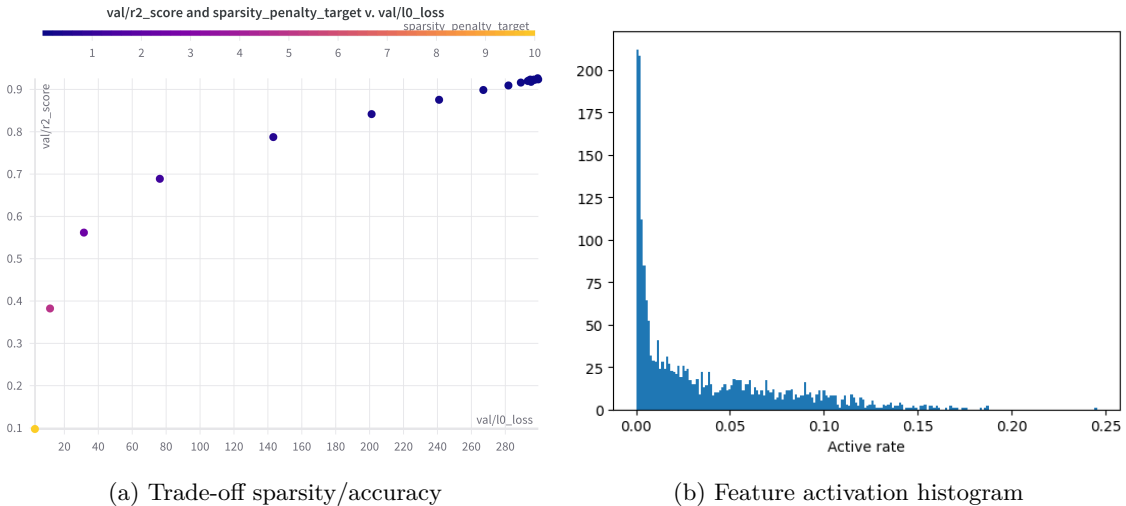 val/r2_score and sparsity_penalty_target v. val/l0_loss
sparsity_penalty_target
1 2 3 4 5 6 7 8 9 10
val/r2_score
0.9
0.8
0.7
0.6
0.5
0.4
0.3
0.2
0.1
val/l0_loss
20 40 60 80 100 120 140 160 180 200 220 240 260 280
(a) Trade-off sparsity/accuracy
200
175
150
125
100
75
50
25
0
0.00 0.05 0.10 0.15 0.20 0.25
Active rate
(b) Feature activation histogram